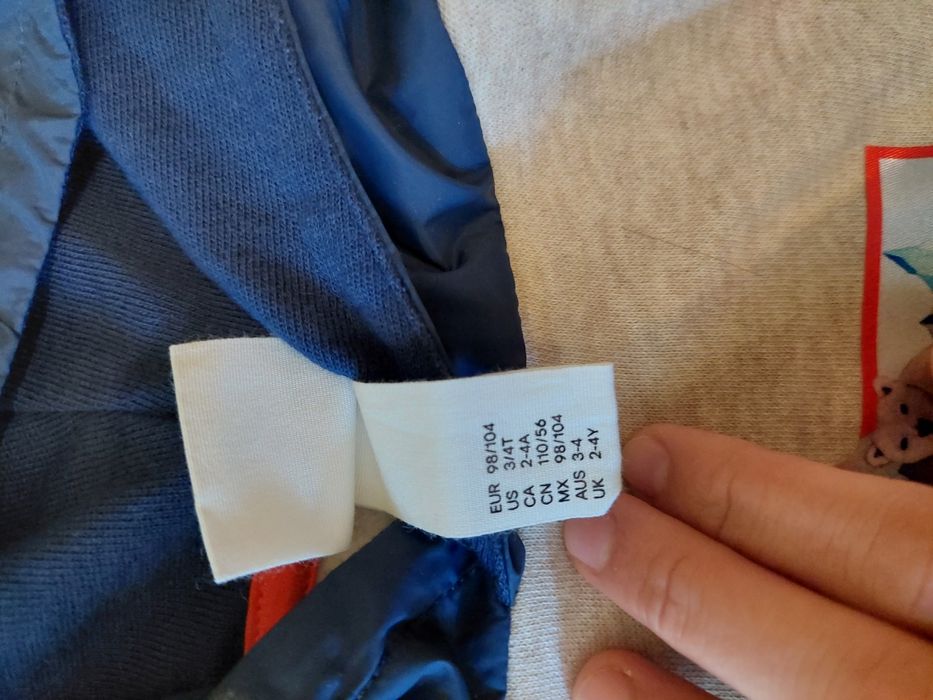 EUR 98/104
US 3/4T
CA 2-4A
CN 110/56
MX 98/104
AUS 3-4
UK 2-4Y